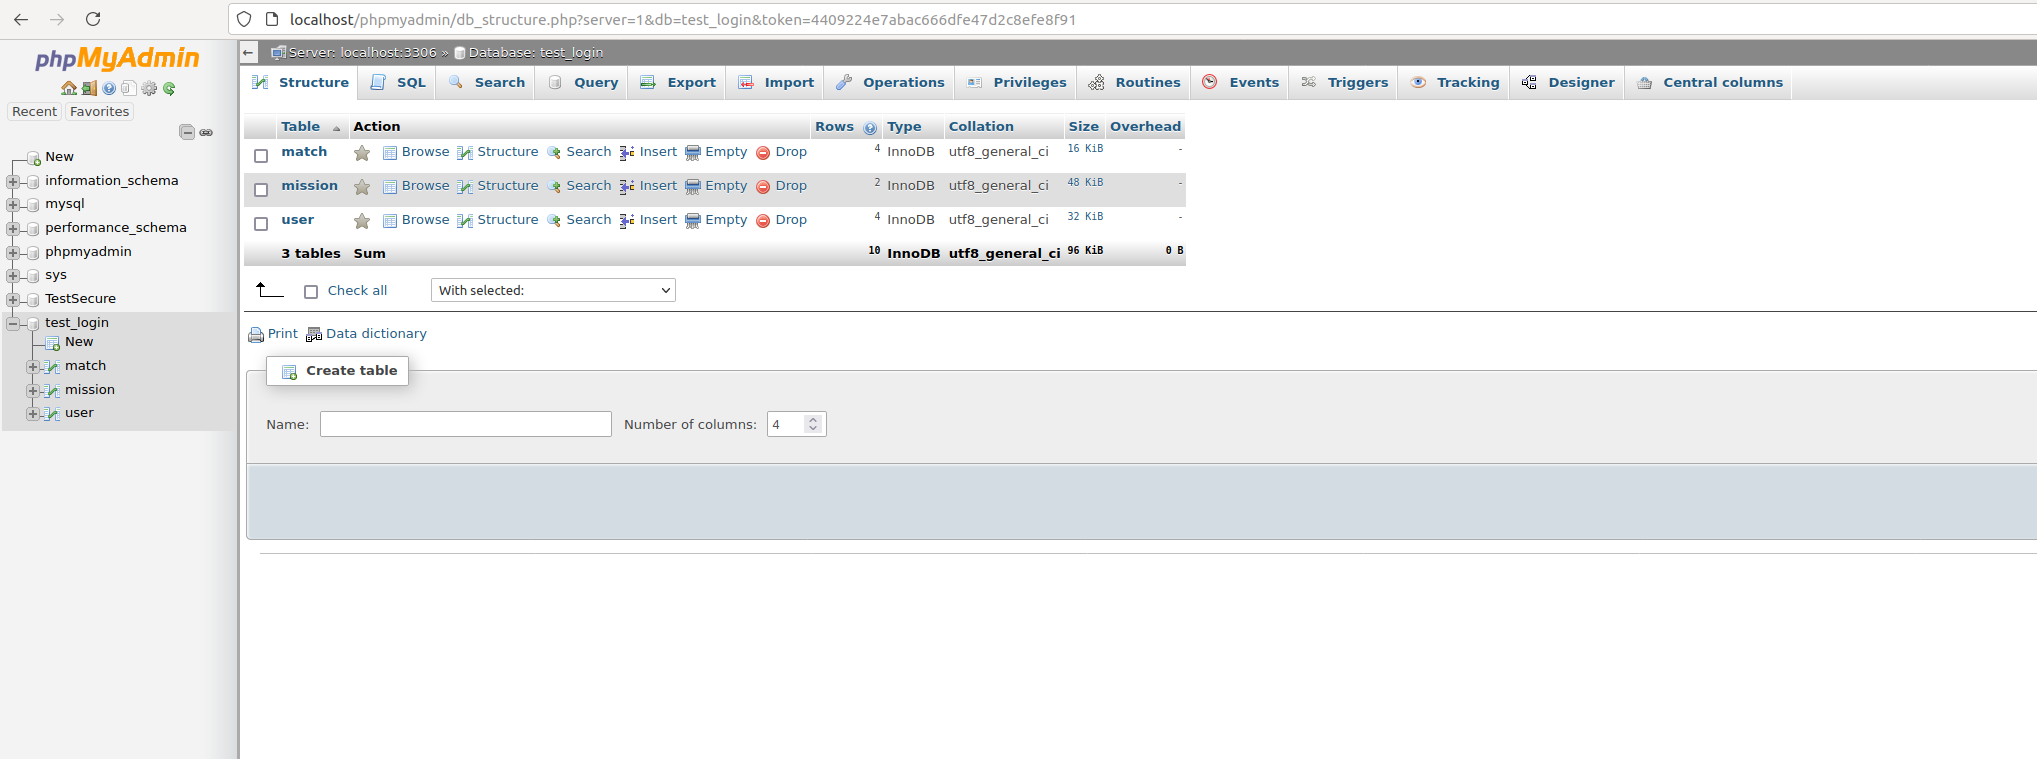 localhost/phpmyadmin/db_structure.php?server=1&db=test_login&token=4409224e7abac666dfe47d2c8efe8f91
phpMyAdmin
Recent Favorites
New
information_schema
mysql
performance_schema
phpmyadmin
sys
TestSecure
test_login
New
match
mission
user
Server: localhost:3306 » Database: test_login
Structure SQL Search Query Export Import Operations Privileges Routines Events Triggers Tracking Designer Central columns
Table Action Rows Type Collation Size Overhead
match Browse Structure Search Insert Empty Drop 4 InnoDB utf8_general_ci 16 KiB -
mission Browse Structure Search Insert Empty Drop 2 InnoDB utf8_general_ci 48 KiB -
user Browse Structure Search Insert Empty Drop 4 InnoDB utf8_general_ci 32 KiB -
3 tables Sum 10 InnoDB utf8_general_ci 96 KiB 0 B
Check all With selected:
Print Data dictionary
Create table
Name: Number of columns: 4